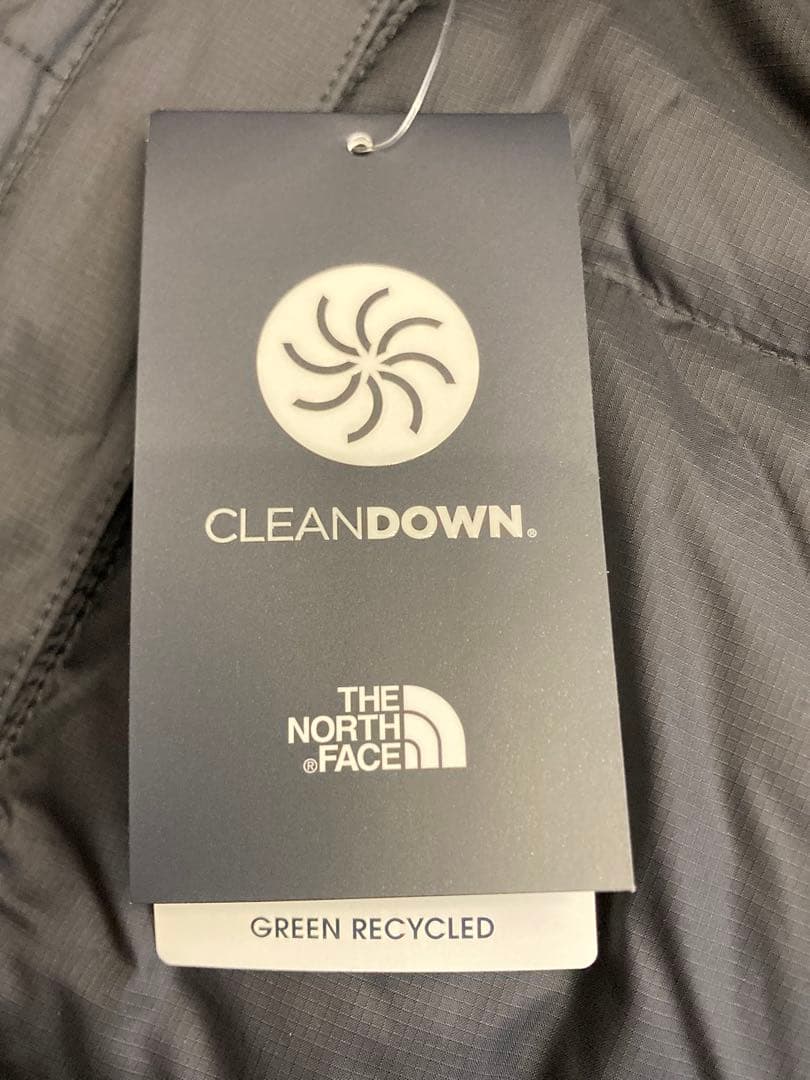 CLEANDOWN®
THE
NORTH
®FACE
GREEN RECYCLED